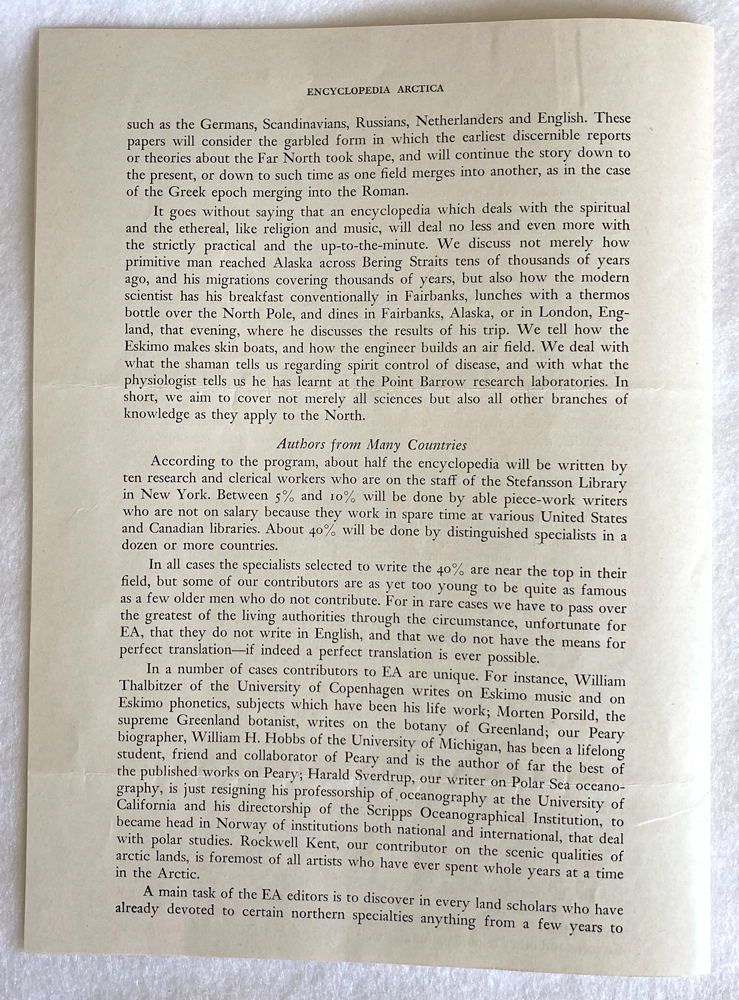 ENCYCLOPEDIA ARCTICA
such as the Germans, Scandinavians, Russians, Netherlanders and English. These
papers will consider the garbled form in which the earliest discernible reports
or theories about the Far North took shape, and will continue the story down to
the present, or down to such time as one field merges into another, as in the case
of the Greek epoch merging into the Roman.
It goes without saying that an encyclopedia which deals with the spiritual
and the ethereal, like religion and music, will deal no less and even more with
the strictly practical and the up-to-the-minute. We discuss not merely how
primitive man reached Alaska across Bering Straits tens of thousands of years
ago, and his migrations covering thousands of years, but also how the modern
scientist has his breakfast conventionally in Fairbanks, lunches with a thermos
bottle over the North Pole, and dines in Fairbanks, Alaska, or in London, Eng-
land, that evening, where he discusses the results of his trip. We tell how the
Eskimo makes skin boats, and how the engineer builds an air field. We deal with
what the shaman tells us regarding spirit control of disease, and with what the
physiologist tells us he has learnt at the Point Barrow research laboratories. In
short, we aim to cover not merely all sciences but also all other branches of
knowledge as they apply to the North.
Authors from Many Countries
According to the program, about half the encyclopedia will be written by
ten research and clerical workers who are on the staff of the Stefansson Library
in New York. Between 5% and 10% will be done by able piece-work writers
who are not on salary because they work in spare time at various United States
and Canadian libraries. About 40% will be done by distinguished specialists in a
dozen or more countries.
In all cases the specialists selected to write the 40% are near the top in their
field, but some of our contributors are as yet too young to be quite as famous
as a few older men who do not contribute. For in rare cases we have to pass over
the greatest of the living authorities through the circumstance, unfortunate for
EA, that they do not write in English, and that we do not have the means for
perfect translation—if indeed a perfect translation is ever possible.
In a number of cases contributors to EA are unique. For instance, William
Thalbitzer of the University of Copenhagen writes on Eskimo music and on
Eskimo phonetics, subjects which have been his life work; Morten Porsild, the
supreme Greenland botanist, writes on the botany of Greenland; our Peary
biographer, William H. Hobbs of the University of Michigan, has been a lifelong
student, friend and collaborator of Peary and is the author of far the best of
the published works on Peary; Harald Sverdrup, our writer on Polar Sea oceano-
graphy, is just resigning his professorship of oceanography at the University of
California and his directorship of the Scripps Oceanographical Institution, to
became head in Norway of institutions both national and international, that deal
with polar studies. Rockwell Kent, our contributor on the scenic qualities of
arctic lands, is foremost of all artists who have ever spent whole years at a time
in the Arctic.
A main task of the EA editors is to discover in every land scholars who have
already devoted to certain northern specialties anything from a few years to